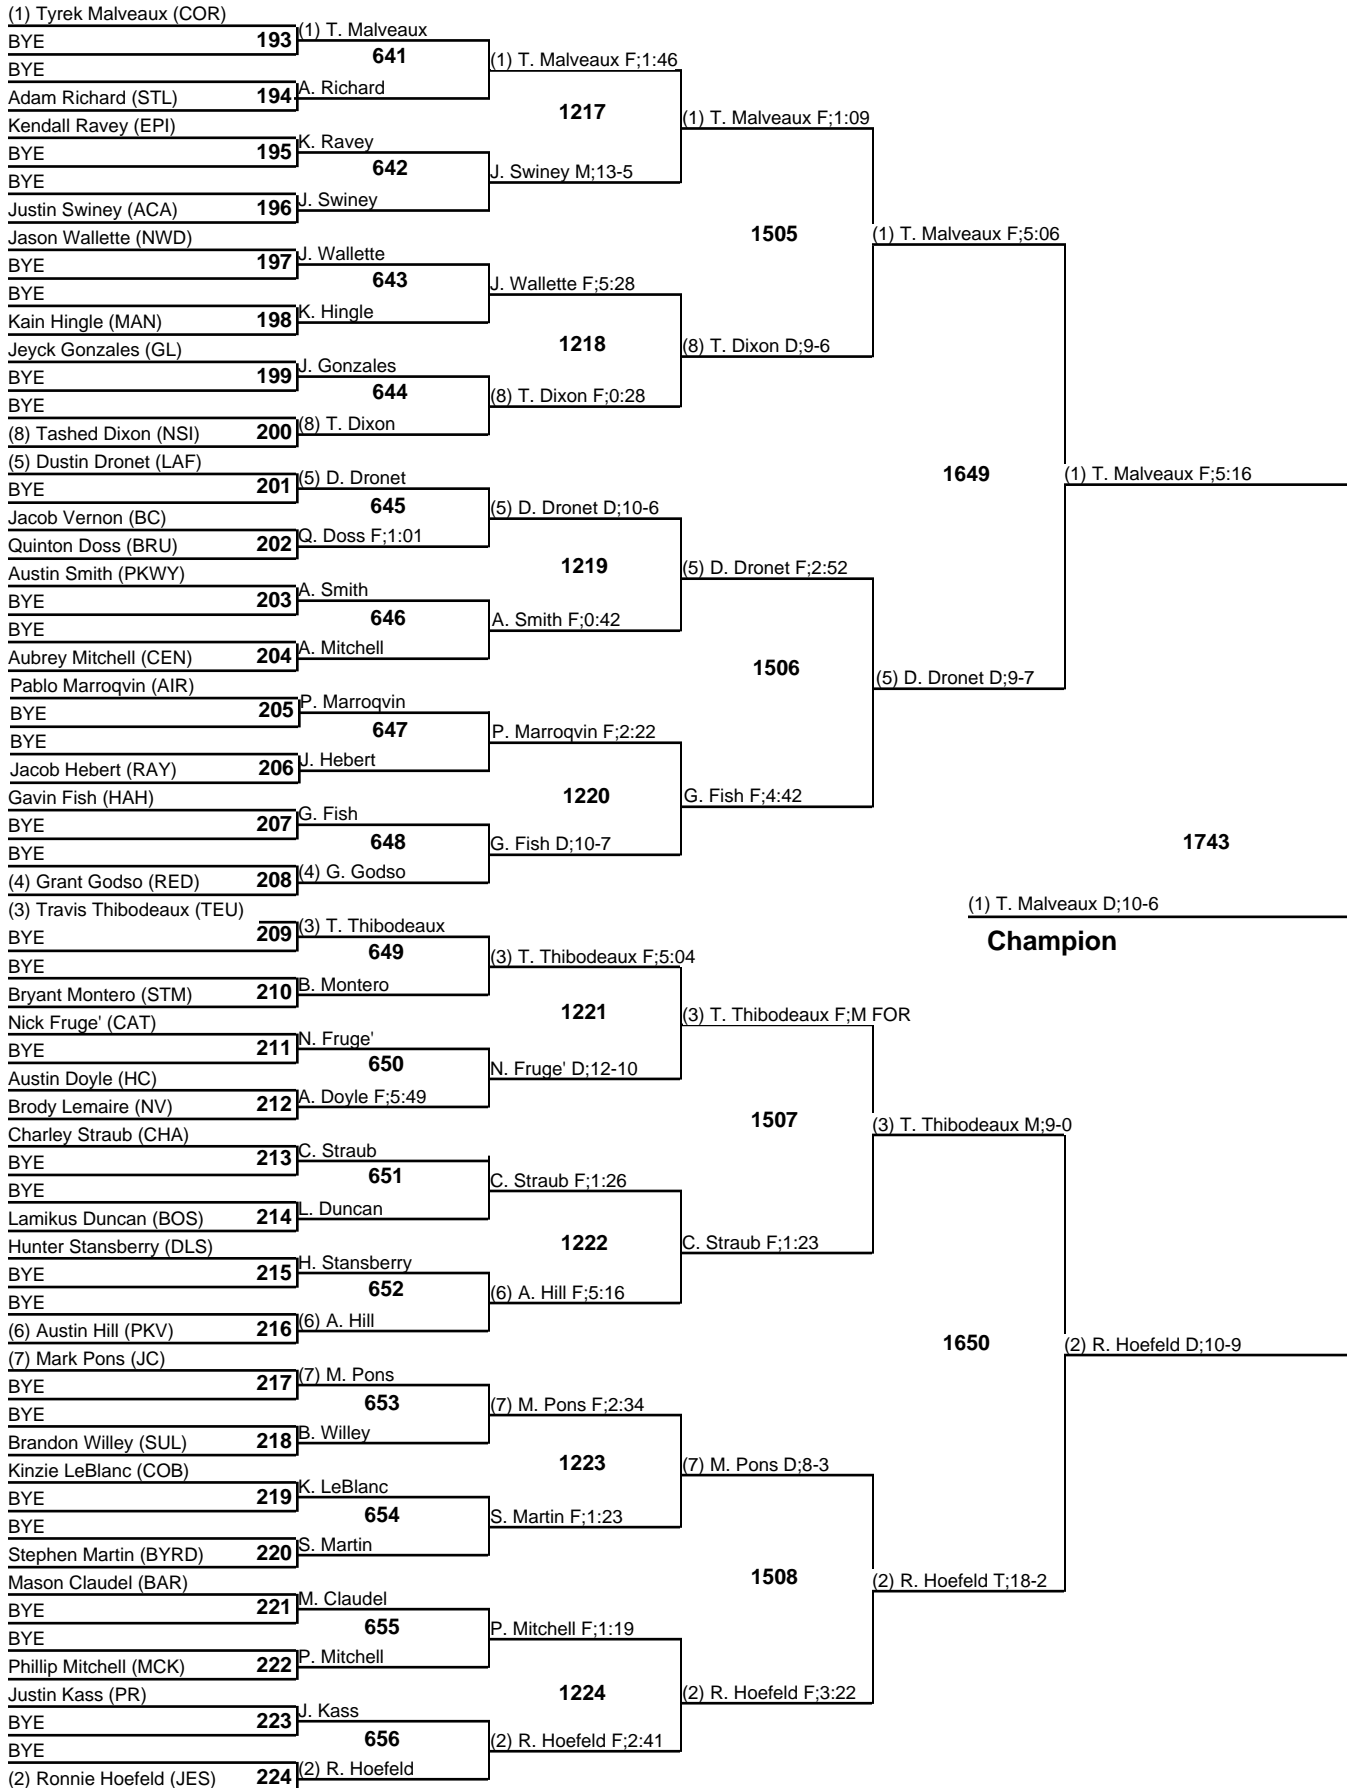 (1) Tyrek Malveaux (COR)
BYE
193
BYE
Adam Richard (STL)
194
Kendall Ravey (EPI)
BYE
195
BYE
Justin Swiney (ACA)
196
Jason Wallette (NWD)
BYE
197
BYE
Kain Hingle (MAN)
198
Jeyck Gonzales (GL)
BYE
199
BYE
(8) Tashed Dixon (NSI)
200
(5) Dustin Dronet (LAF)
BYE
201
Jacob Vernon (BC)
Quinton Doss (BRU)
202
Austin Smith (PKWY)
BYE
203
BYE
Aubrey Mitchell (CEN)
204
Pablo Marroqvin (AIR)
BYE
205
BYE
Jacob Hebert (RAY)
206
Gavin Fish (HAH)
BYE
207
BYE
(4) Grant Godso (RED)
208
(3) Travis Thibodeaux (TEU)
BYE
209
BYE
Bryant Montero (STM)
210
Nick Fruge' (CAT)
BYE
211
Austin Doyle (HC)
Brody Lemaire (NV)
212
Charley Straub (CHA)
BYE
213
BYE
Lamikus Duncan (BOS)
214
Hunter Stansberry (DLS)
BYE
215
BYE
(6) Austin Hill (PKV)
216
(7) Mark Pons (JC)
BYE
217
BYE
Brandon Willey (SUL)
218
Kinzie LeBlanc (COB)
BYE
219
BYE
Stephen Martin (BYRD)
220
Mason Claudel (BAR)
BYE
221
BYE
Phillip Mitchell (MCK)
222
Justin Kass (PR)
BYE
223
BYE
(2) Ronnie Hoefeld (JES)
224
(1) T. Malveaux
641
A. Richard
K. Ravey
642
J. Swiney
J. Wallette
643
K. Hingle
J. Gonzales
644
(8) T. Dixon
(5) D. Dronet
645
Q. Doss F;1:01
A. Smith
646
A. Mitchell
P. Marroqvin
647
J. Hebert
G. Fish
648
(4) G. Godso
(3) T. Thibodeaux
649
B. Montero
N. Fruge'
650
A. Doyle F;5:49
C. Straub
651
L. Duncan
H. Stansberry
652
(6) A. Hill
(7) M. Pons
653
B. Willey
K. LeBlanc
654
S. Martin
M. Claudel
655
P. Mitchell
J. Kass
656
(2) R. Hoefeld
(1) T. Malveaux F;1:46
1217
J. Swiney M;13-5
J. Wallette F;5:28
1218
(8) T. Dixon F;0:28
(5) D. Dronet D;10-6
1219
A. Smith F;0:42
P. Marroqvin F;2:22
1220
G. Fish D;10-7
(3) T. Thibodeaux F;5:04
1221
N. Fruge' D;12-10
C. Straub F;1:26
1222
(6) A. Hill F;5:16
(7) M. Pons F;2:34
1223
S. Martin F;1:23
P. Mitchell F;1:19
1224
(2) R. Hoefeld F;2:41
(1) T. Malveaux F;1:09
1505
(8) T. Dixon D;9-6
(5) D. Dronet F;2:52
1506
G. Fish F;4:42
(3) T. Thibodeaux F;M FOR
1507
C. Straub F;1:23
(7) M. Pons D;8-3
1508
(2) R. Hoefeld F;3:22
(1) T. Malveaux F;5:06
1649
(5) D. Dronet D;9-7
(3) T. Thibodeaux M;9-0
1650
(2) R. Hoefeld T;18-2
(1) T. Malveaux F;5:16
1743
(2) R. Hoefeld D;10-9
(1) T. Malveaux D;10-6
Champion